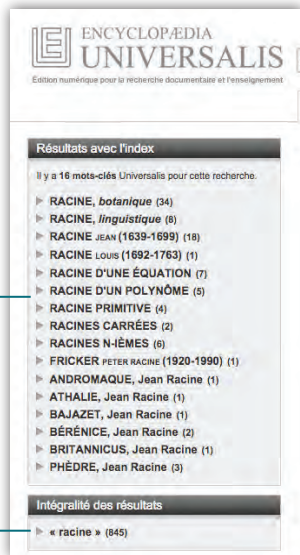 ENCYCLOPÆDIA
UNIVERSALIS
Édition numérique pour la recherche documentaire et l'enseignement
Résultats avec l'index
Il y a 16 mots-clés Universalis pour cette recherche.
RACINE, botanique (34)
RACINE, linguistique (8)
RACINE JEAN (1639-1699) (18)
RACINE LOUIS (1692-1763) (1)
RACINE D'UNE ÉQUATION (7)
RACINE D'UN POLYNÔME (5)
RACINE PRIMITIVE (4)
RACINES CARRÉES (2)
RACINES N-IÈMES (6)
FRICKER PETER RACINE (1920-1990) (1)
ANDROMAQUE, Jean Racine (1)
ATHALIE, Jean Racine (1)
BAJAZET, Jean Racine (1)
BÉRÉNICE, Jean Racine (2)
BRITANNICUS, Jean Racine (1)
PHÈDRE, Jean Racine (3)
Intégralité des résultats
« racine » (845)